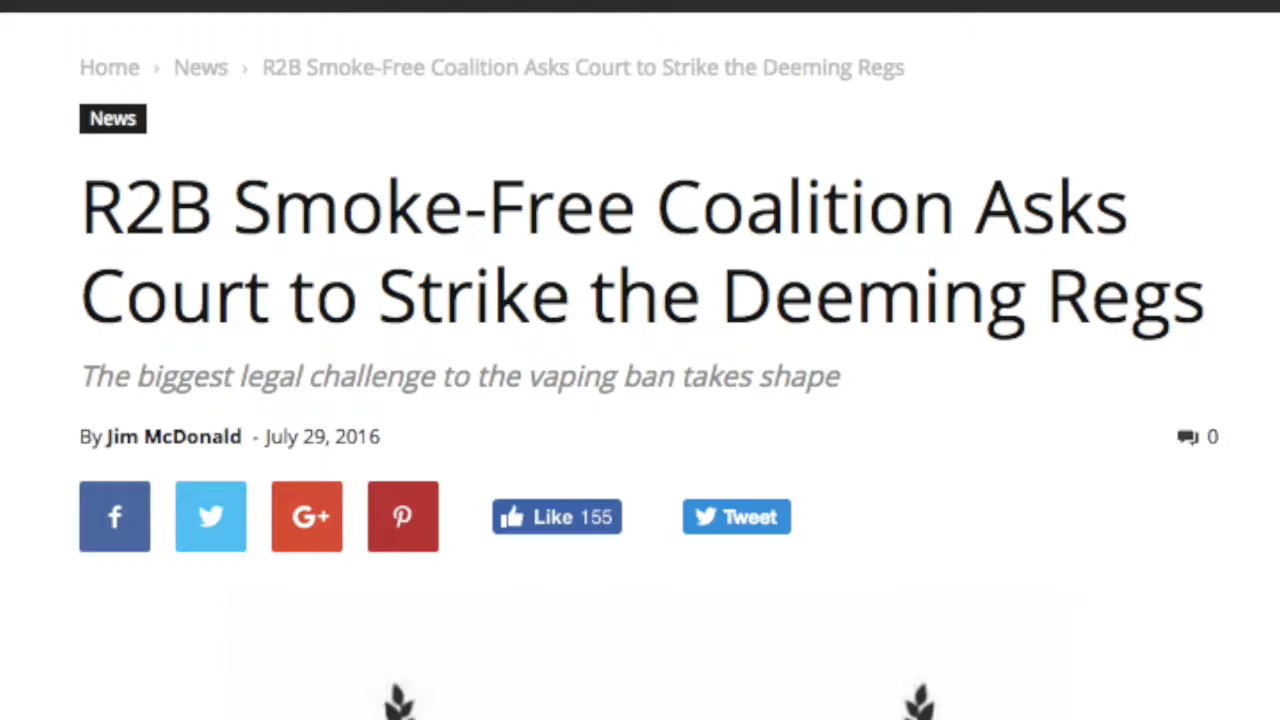 Home › News › R2B Smoke-Free Coalition Asks Court to Strike the Deeming Regs
News
R2B Smoke-Free Coalition Asks
Court to Strike the Deeming Regs
The biggest legal challenge to the vaping ban takes shape
By Jim McDonald - July 29, 2016 0
f G+ Like 155 Tweet